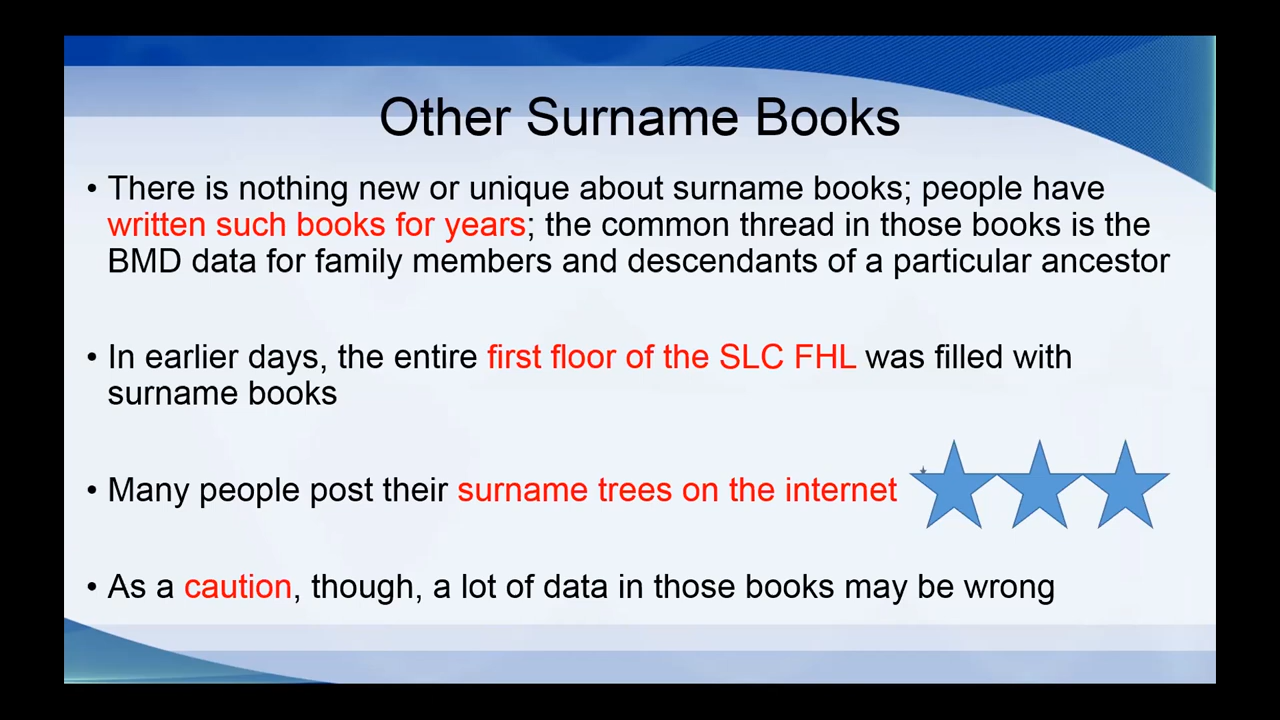 Other Surname Books
• There is nothing new or unique about surname books; people have
written such books for years; the common thread in those books is the
BMD data for family members and descendants of a particular ancestor
• In earlier days, the entire first floor of the SLC FHL was filled with
surname books
• Many people post their surname trees on the internet
• As a caution, though, a lot of data in those books may be wrong